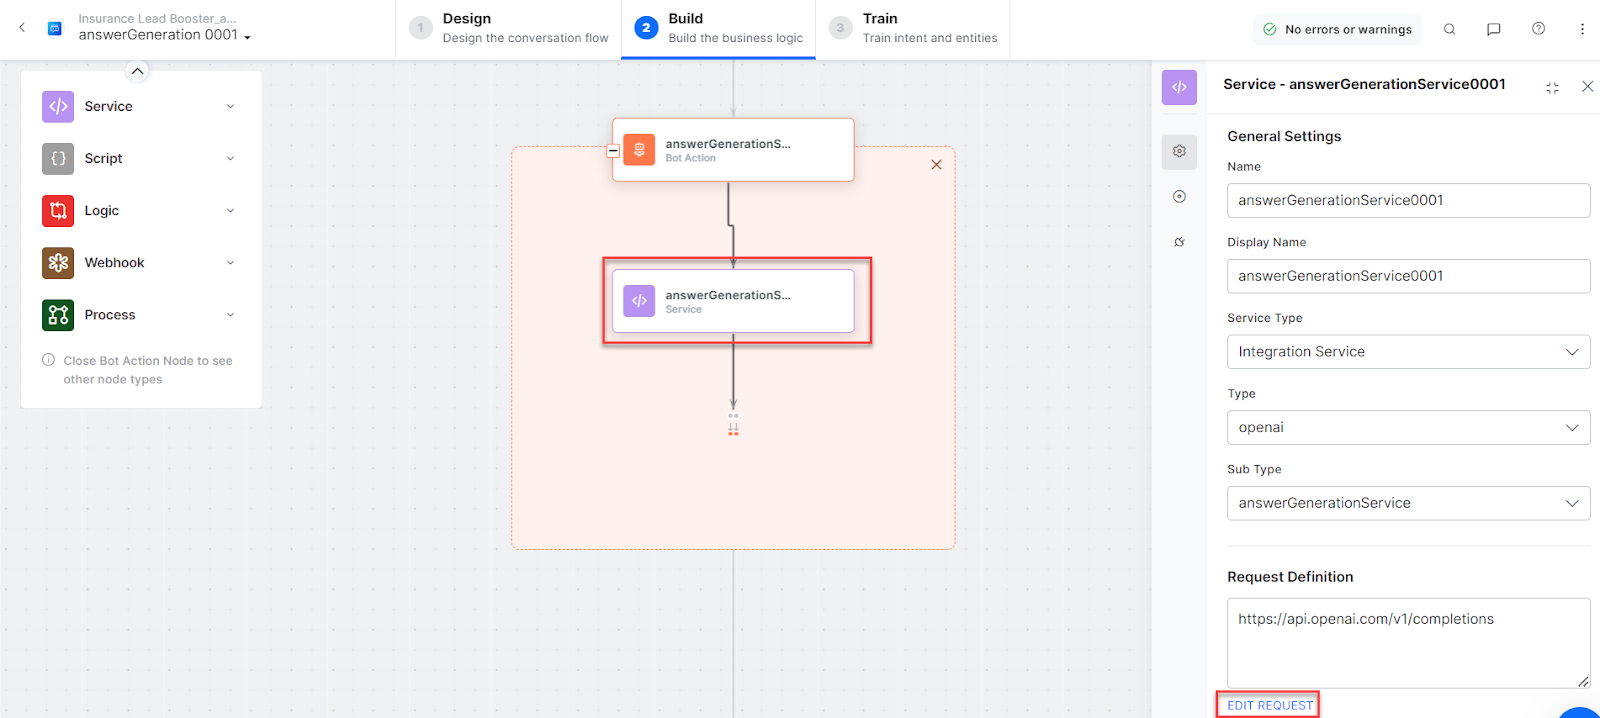 Insurance Lead Booster_a...
answerGeneration 0001
1
Design
Design the conversation flow
2
Build
Build the business logic
3
Train
Train intent and entities
No errors or warnings
Service
Script
Logic
Webhook
Process
Close Bot Action Node to see
other node types
answerGenerationS...
Bot Action
answerGenerationS...
Service
Service - answerGenerationService0001
General Settings
Name
answerGenerationService0001
Display Name
answerGenerationService0001
Service Type
Integration Service
Type
openai
Sub Type
answerGenerationService
Request Definition
https://api.openai.com/v1/completions
EDIT REQUEST